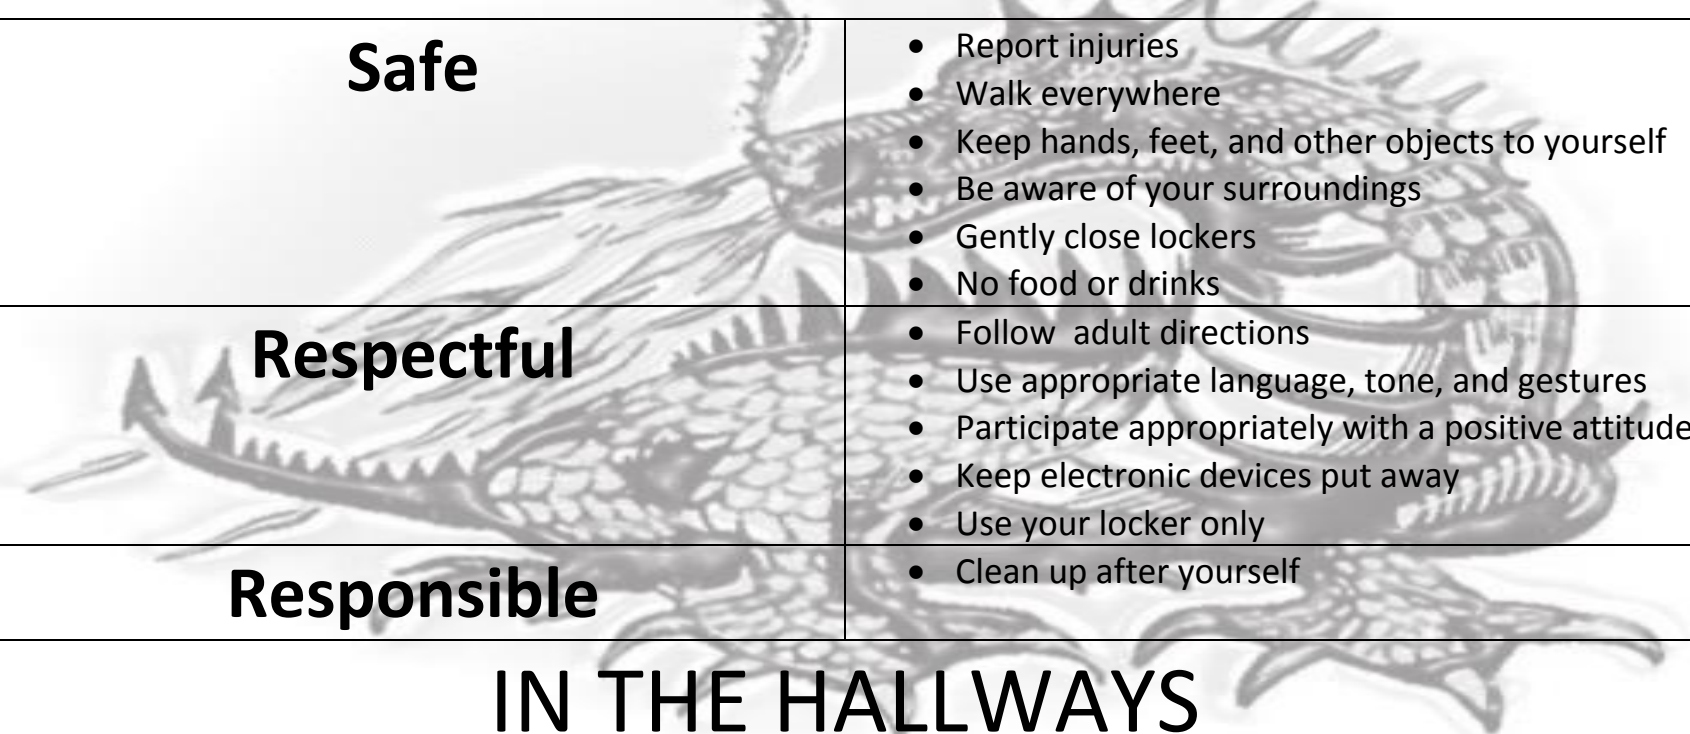 Safe
• Report injuries
• Walk everywhere
• Keep hands, feet, and other objects to yourself
• Be aware of your surroundings
• Gently close lockers
• No food or drinks
Respectful
• Follow  adult directions
• Use appropriate language, tone, and gestures
• Participate appropriately with a positive attitude
• Keep electronic devices put away
• Use your locker only
Responsible
• Clean up after yourself
IN THE HALLWAYS